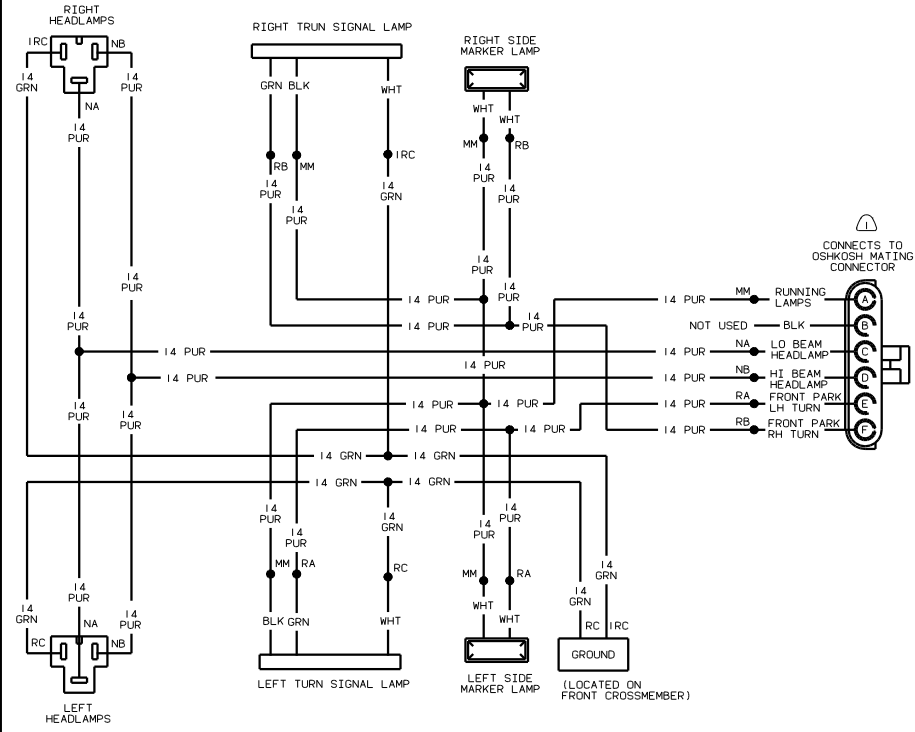 RIGHT
HEADLAMPS
IRC
NB
14
GRN
14
PUR
NA
14
PUR
RIGHT TRUN SIGNAL LAMP
GRN
BLK
WHT
RB
MM
IRC
14
PUR
14
PUR
14
GRN
RIGHT SIDE
MARKER LAMP
WHT
WHT
MM
RB
14
PUR
14
PUR
14
PUR
14
PUR
14
PUR
14
PUR
14 PUR
14 PUR
14
PUR
14 PUR
14 PUR
14 PUR
1
CONNECTS TO
OSHKOSH MATING
CONNECTOR
14 PUR
MM
RUNNING
LAMPS
A
NOT USED
BLK
B
14 PUR
NA
LO BEAM
HEADLAMP
C
14 PUR
NB
HI BEAM
HEADLAMP
D
14 PUR
RA
FRONT PARK
LH TURN
E
14 PUR
RB
FRONT PARK
RH TURN
F
14
PUR
14
PUR
14 PUR
14 PUR
14 PUR
14 PUR
14 GRN
14 GRN
14 GRN
14 GRN
14
PUR
14
PUR
14
GRN
14
PUR
14
PUR
MM
RA
RC
MM
RA
14
GRN
14
PUR
14
PUR
14
GRN
14
GRN
BLK
GRN
WHT
WHT
WHT
RC
IRC
RC
NA
NB
GROUND
LEFT
HEADLAMPS
LEFT TURN SIGNAL LAMP
LEFT SIDE
MARKER LAMP
(LOCATED ON
FRONT CROSSMEMBER)